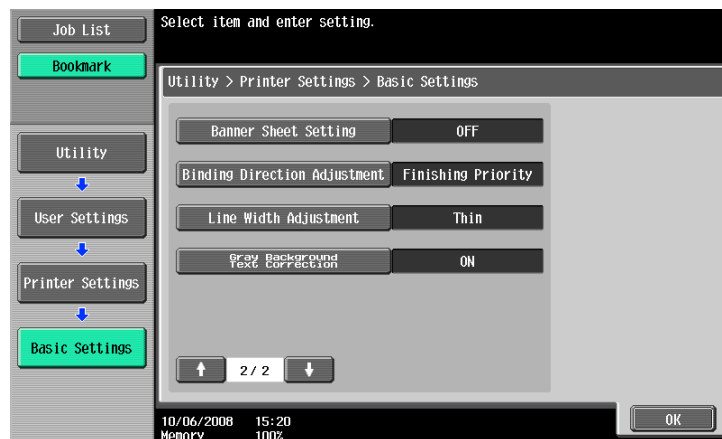 Select item and enter setting.
Job List
Bookmark
Utility > Printer Settings > Basic Settings
Utility
User Settings
Printer Settings
Basic Settings
Banner Sheet Setting OFF
Binding Direction Adjustment Finishing Priority
Line Width Adjustment Thin
Gray Background
Text Correction ON
2/ 2
10/06/2008 15:20
Memory 100%
OK